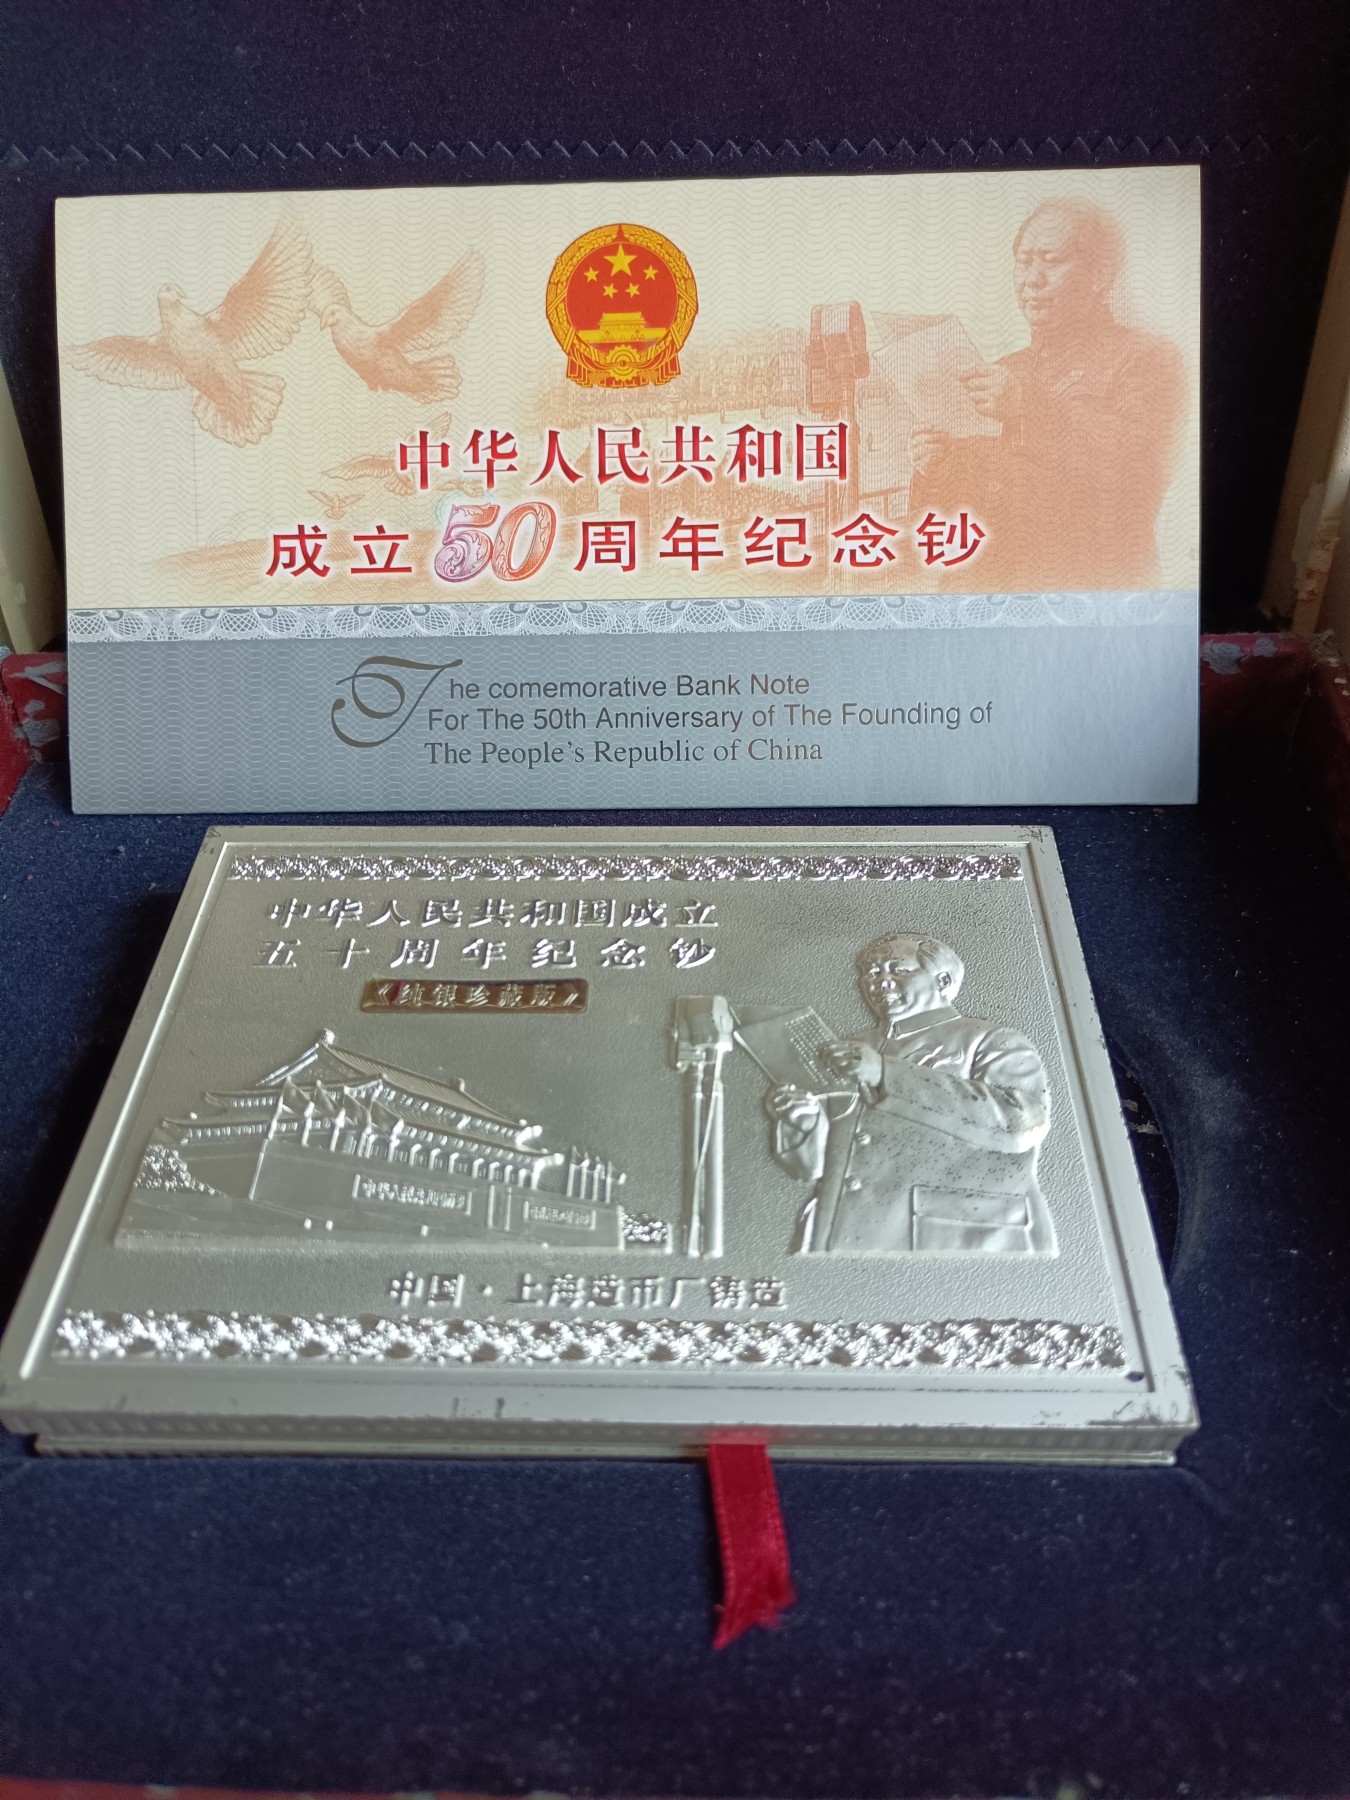 中华人民共和国
成立50周年纪念钞
The comemorative Bank Note
For The 50th Anniversary of The Founding of
The People's Republic of China
中华人民共和国成立
五十周年纪念钞
《纯银珍藏版》
中国·上海造币厂铸造